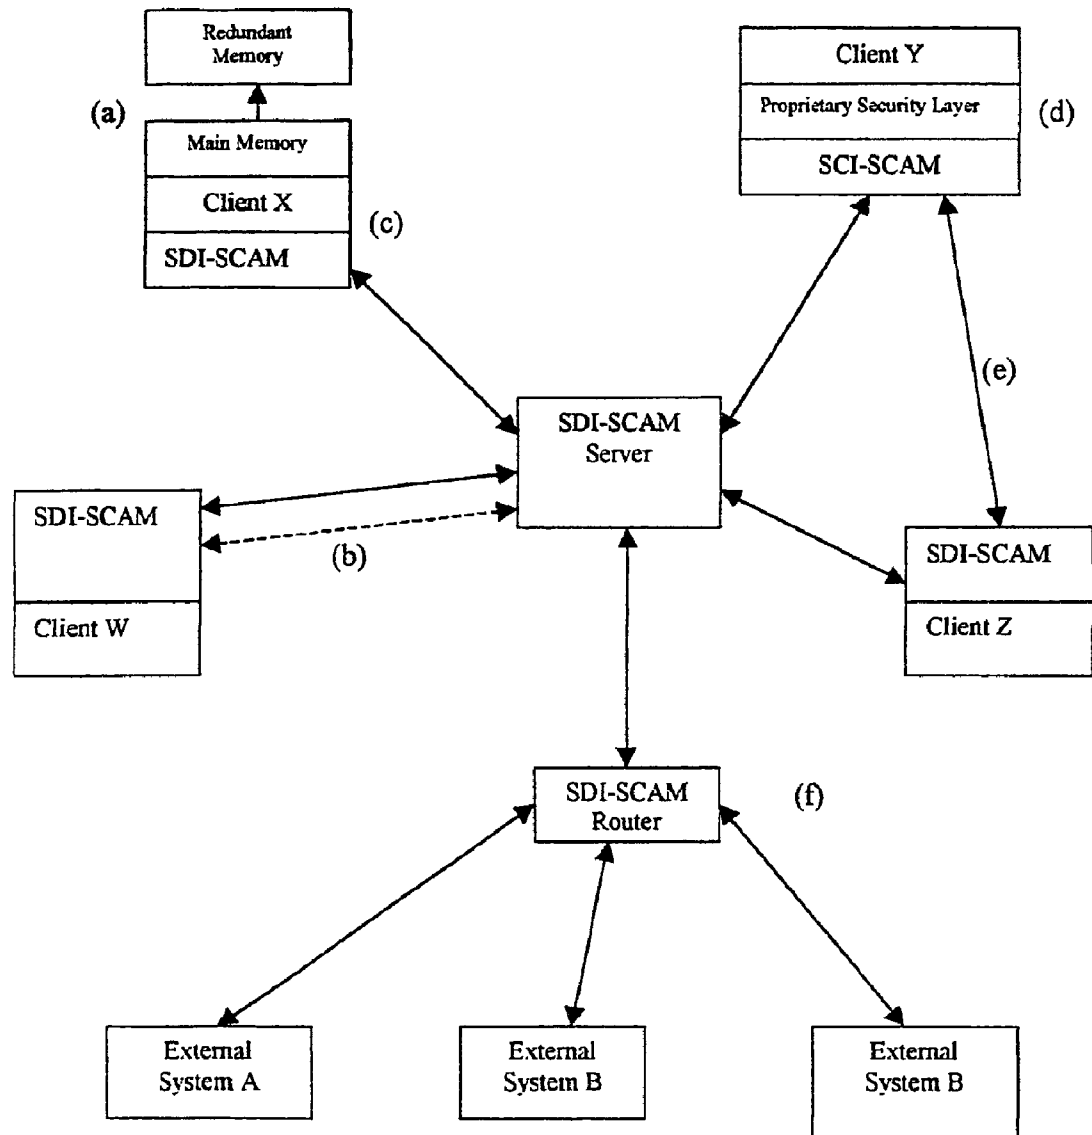 Redundant
Memory
(a)
Main Memory
Client X
(c)
SDI-SCAM
Client Y
Proprietary Security Layer
(d)
SCI-SCAM
(e)
SDI-SCAM
Server
SDI-SCAM
(b)
Client W
SDI-SCAM
Client Z
SDI-SCAM
Router
(f)
External
System A
External
System B
External
System B